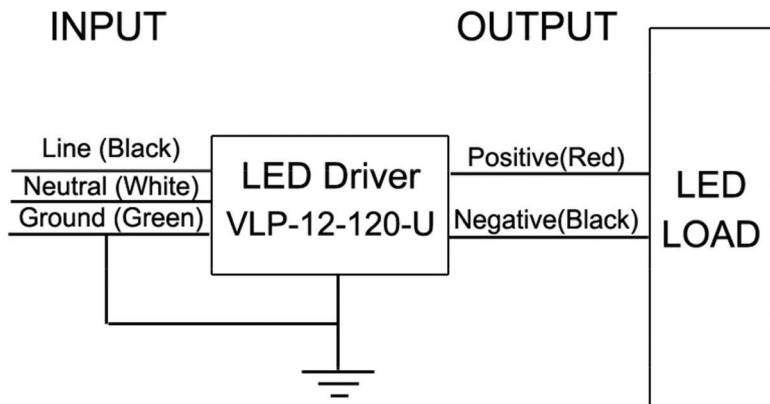 INPUT
OUTPUT
Line (Black)
Neutral (White)
Ground (Green)
LED Driver
VLP-12-120-U
Positive(Red)
Negative(Black)
LED
LOAD